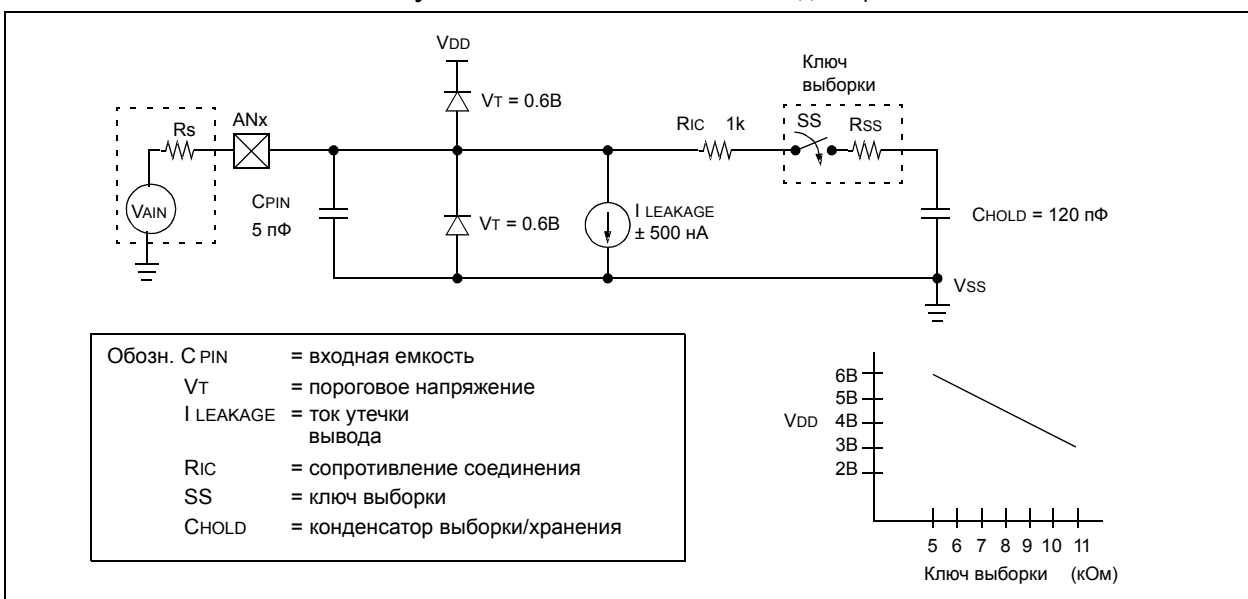 VDD
VT = 0.6В
Ключ
выборки
RIC 1k
SS
RSS
ANx
Rs
VAIN
CPIN
5 пФ
VT = 0.6В
I LEAKAGE
± 500 нА
CHOLD = 120 пФ
VSS
Обозн. C PIN = входная емкость
VT = пороговое напряжение
I LEAKAGE = ток утечки
вывода
RIC = сопротивление соединения
SS = ключ выборки
CHOLD = конденсатор выборки/хранения
6В
5В
VDD 4В
3В
2В
5 6 7 8 9 10 11
Ключ выборки (кОм)